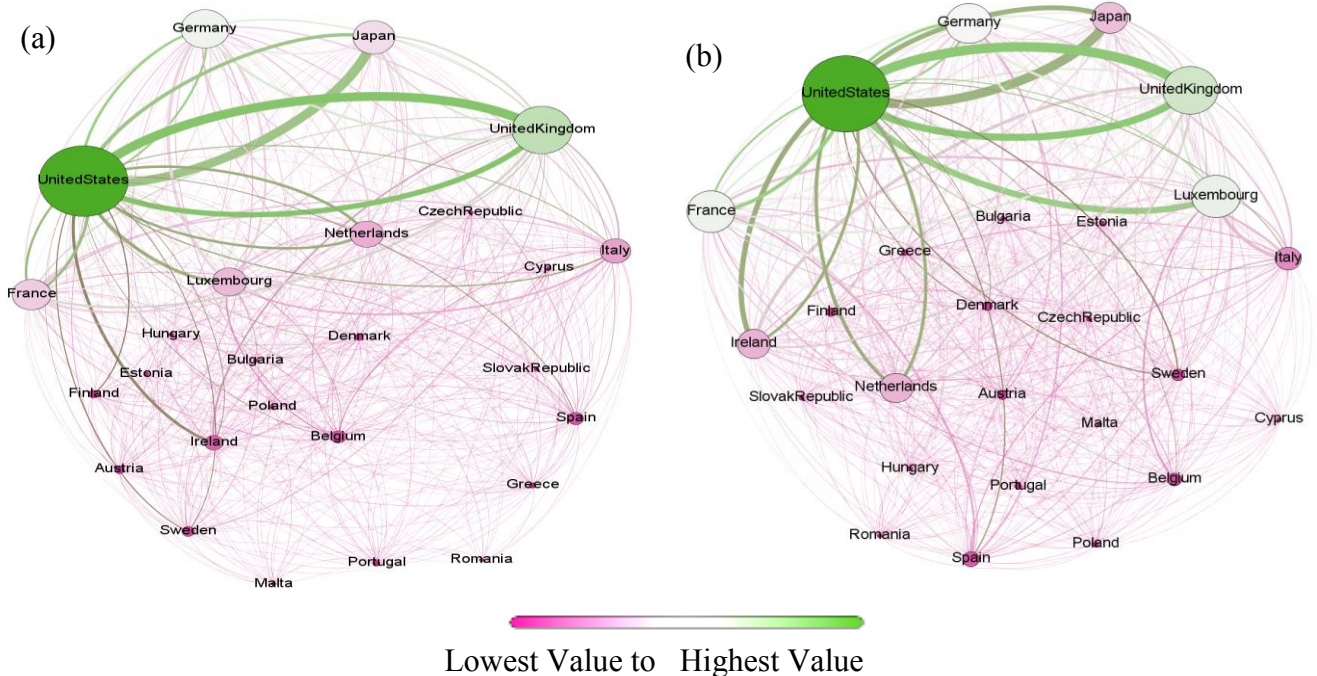 (a)
Germany
Japan
UnitedKingdom
UnitedStates
CzechRepublic
Netherlands
Italy
Cyprus
Luxembourg
France
Hungary
Denmark
Bulgaria
SlovakRepublic
Estonia
Finland
Poland
Spain
Ireland
Belgium
Austria
Greece
Sweden
Romania
Portugal
Malta
(b)
Germany
Japan
UnitedStates
UnitedKingdom
Luxembourg
France
Bulgaria
Estonia
Greece
Italy
Denmark
Finland
CzechRepublic
Ireland
Sweden
Netherlands
SlovakRepublic
Austria
Malta
Cyprus
Hungary
Belgium
Portugal
Romania
Poland
Spain
Lowest Value to Highest Value